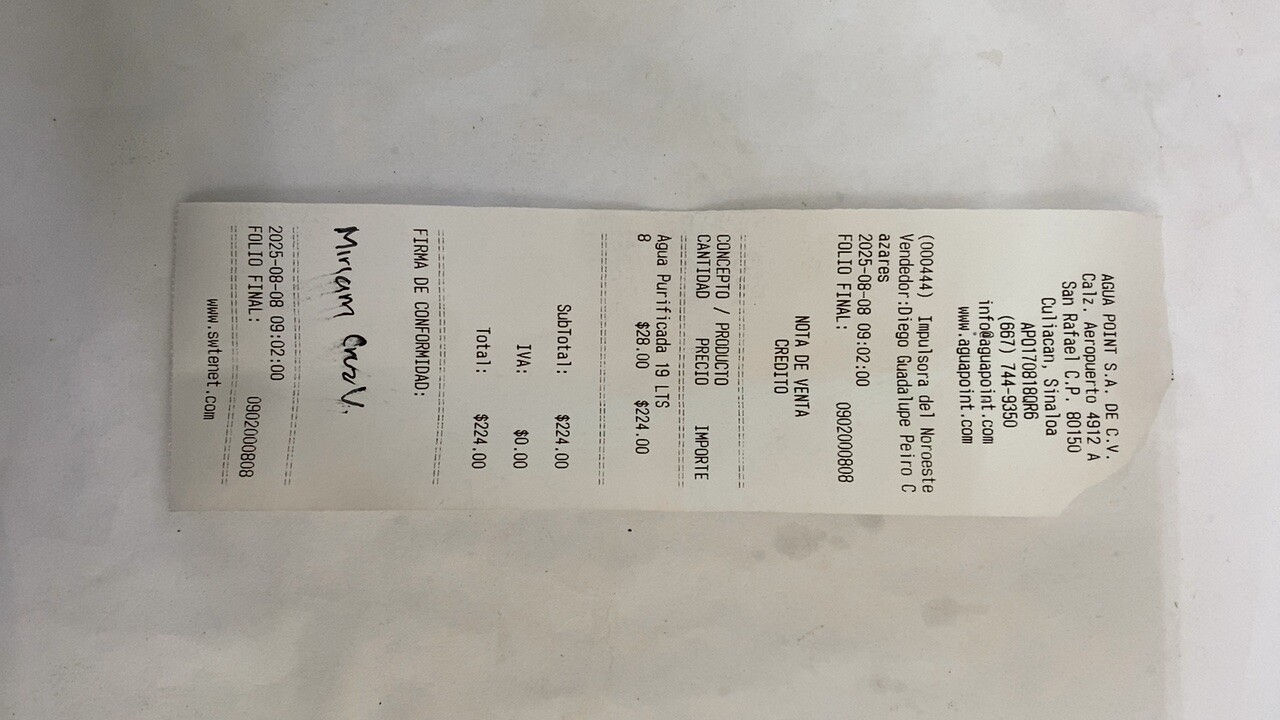 AGUA POINT S.A. DE C.V.
Calz. Aeropuerto 4912 A
San Rafael C.P. 80150
Culiacan, Sinaloa
APO170818QR6
(667) 744-9350
info@aguapoint.com
www.aguapoint.com
(000444) Impulsora del Noroeste
Vendedor:Diego Guadalupe Peiro C
azares
2025-08-08 09:02:00
FOLIO FINAL: 0902000808
NOTA DE VENTA
CREDITO
CONCEPTO / PRODUCTO
CANTIDAD PRECIO IMPORTE
Agua Purificada 19 LTS
8 $28.00 $224.00
SubTotal: $224.00
IVA: $0.00
Total: $224.00
FIRMA DE CONFORMIDAD:
Miriam Cruz V.
2025-08-08 09:02:00
FOLIO FINAL: 0902000808
www.swtenet.com